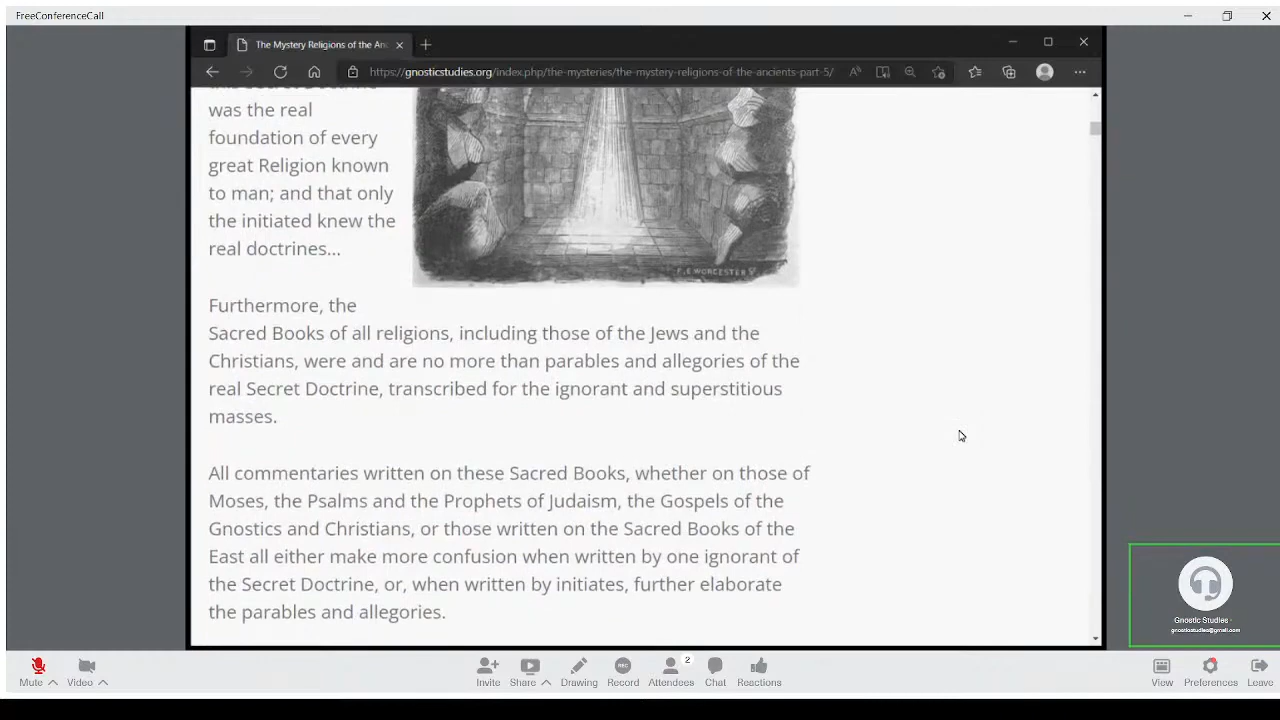 FreeConferenceCall
The Mystery Religions of the Anc
https://gnosticstudies.org/index.php/the-mysteries/the-mystery-religions-of-the-ancients-part-5/
was the real
foundation of every
great Religion known
to man; and that only
the initiated knew the
real doctrines...
F.E WORCESTER
Furthermore, the
Sacred Books of all religions, including those of the Jews and the
Christians, were and are no more than parables and allegories of the
real Secret Doctrine, transcribed for the ignorant and superstitious
masses.
All commentaries written on these Sacred Books, whether on those of
Moses, the Psalms and the Prophets of Judaism, the Gospels of the
Gnostics and Christians, or those written on the Sacred Books of the
East all either make more confusion when written by one ignorant of
the Secret Doctrine, or, when written by initiates, further elaborate
the parables and allegories.
Gnostic Studies -
gnosticstudies@gmail.com
Mute
Video
Invite
Share
Drawing
REC
Record
2
Attendees
Chat
Reactions
View
Preferences
Leave